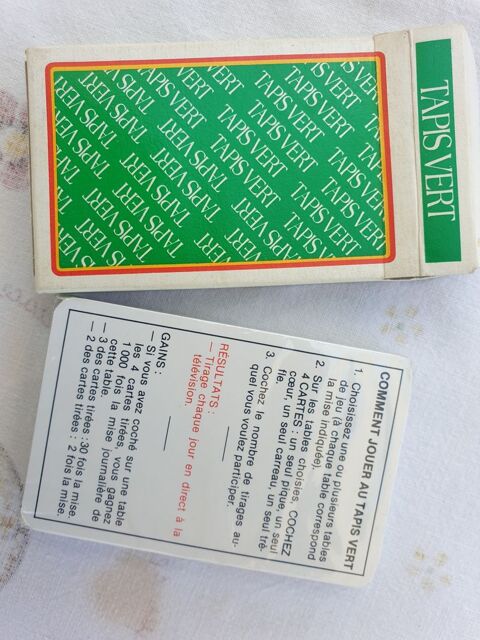 TAPIS VERT
TAPIS VERT
COMMENT JOUER AU TAPIS VERT
1. Choisissez une ou plusieurs tables
de jeu (à chaque table correspond
la mise indiquée).
2. Sur les tables choisies, COCHEZ
4 CARTES : un seul pique, un seul
cœur, un seul carreau, un seul trè-
fle.
3. Cochez le nombre de tirages au-
quel vous voulez participer.
RÉSULTATS :
— Tirage chaque jour en direct à la
télévision.
GAINS :
— Si vous avez coché sur une table
les 4 cartes tirées, vous gagnez
1 000 fois la mise journalière de
cette table.
— 3 des cartes tirées : 30 fois la mise.
— 2 des cartes tirées : 2 fois la mise.